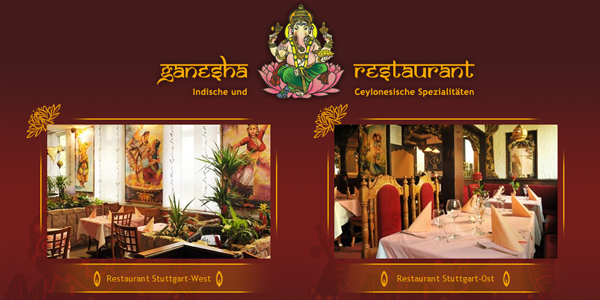 Ganesha Restaurant
Indische und Ceylonesische Spezialitäten
Restaurant Stuttgart-West
Restaurant Stuttgart-Ost